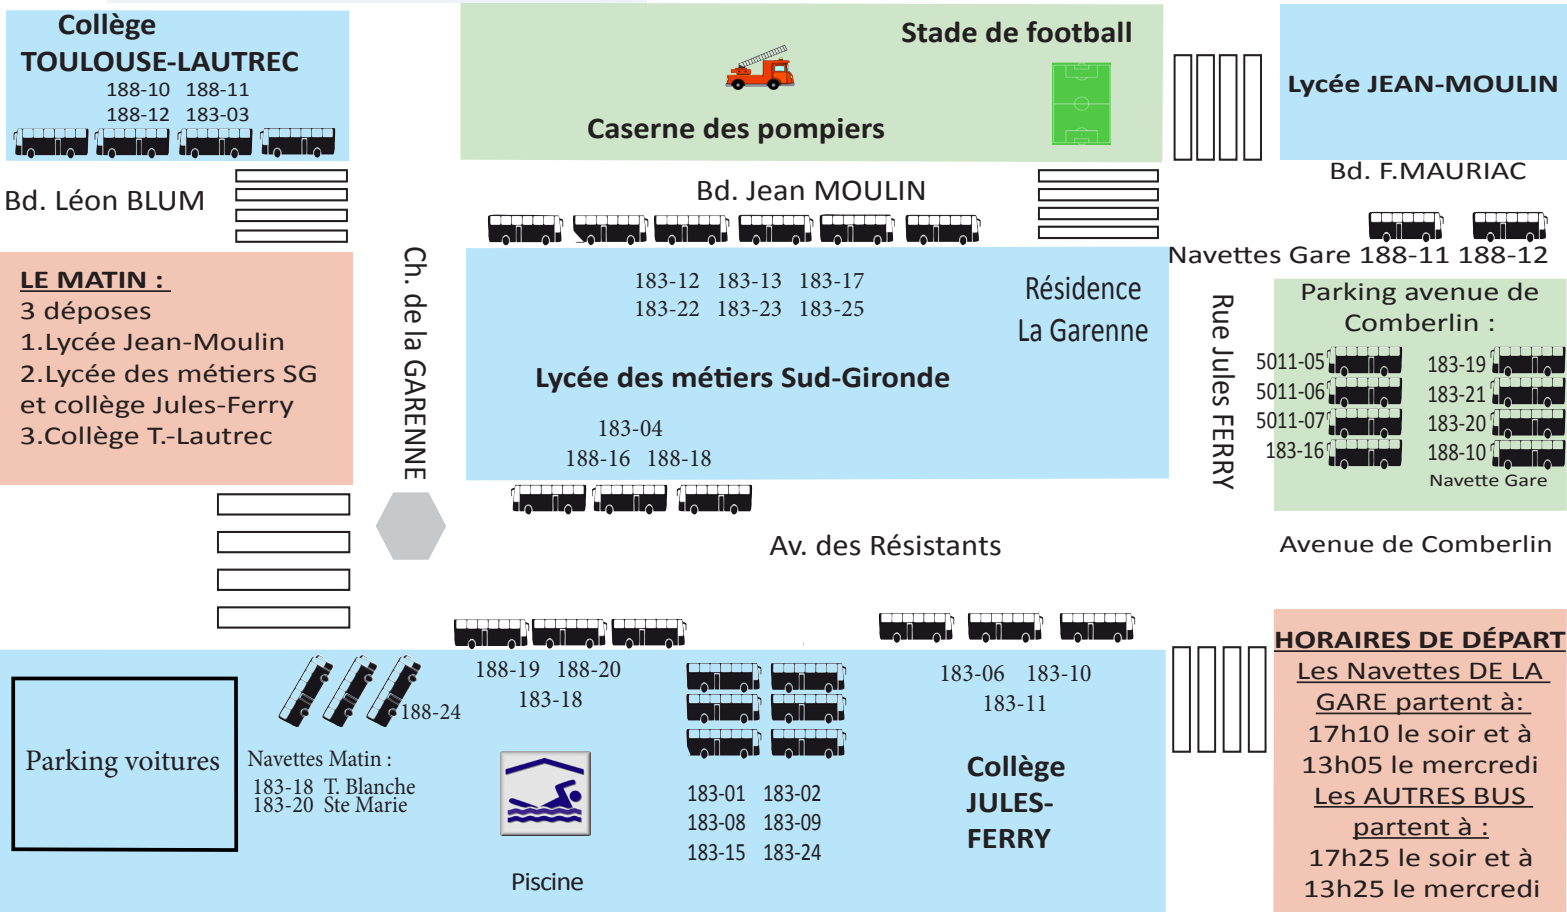 Collège
TOULOUSE-LAUTREC
188-10 188-11
188-12 183-03
Stade de football
Caserne des pompiers
Lycée JEAN-MOULIN
Bd. Léon BLUM
Bd. Jean MOULIN
Bd. F.MAURIAC
Navettes Gare 188-11 188-12
LE MATIN :
3 déposes
1.Lycée Jean-Moulin
2.Lycée des métiers SG
et collège Jules-Ferry
3.Collège T.-Lautrec
Ch. de la GARENNE
183-12 183-13 183-17
183-22 183-23 183-25
Résidence
La Garenne
Lycée des métiers Sud-Gironde
183-04
188-16 188-18
Rue Jules FERRY
Parking avenue de
Comberlin :
5011-05 183-19
5011-06 183-21
5011-07 183-20
183-16 188-10
Navette Gare
Av. des Résistants
Avenue de Comberlin
188-24
188-19 188-20
183-18
183-06 183-10
183-11
Parking voitures
Navettes Matin :
183-18 T. Blanche
183-20 Ste Marie
Piscine
183-01 183-02
183-08 183-09
183-15 183-24
Collège
JULES-
FERRY
HORAIRES DE DÉPART
Les Navettes DE LA
GARE partent à:
17h10 le soir et à
13h05 le mercredi
Les AUTRES BUS
partent à :
17h25 le soir et à
13h25 le mercredi